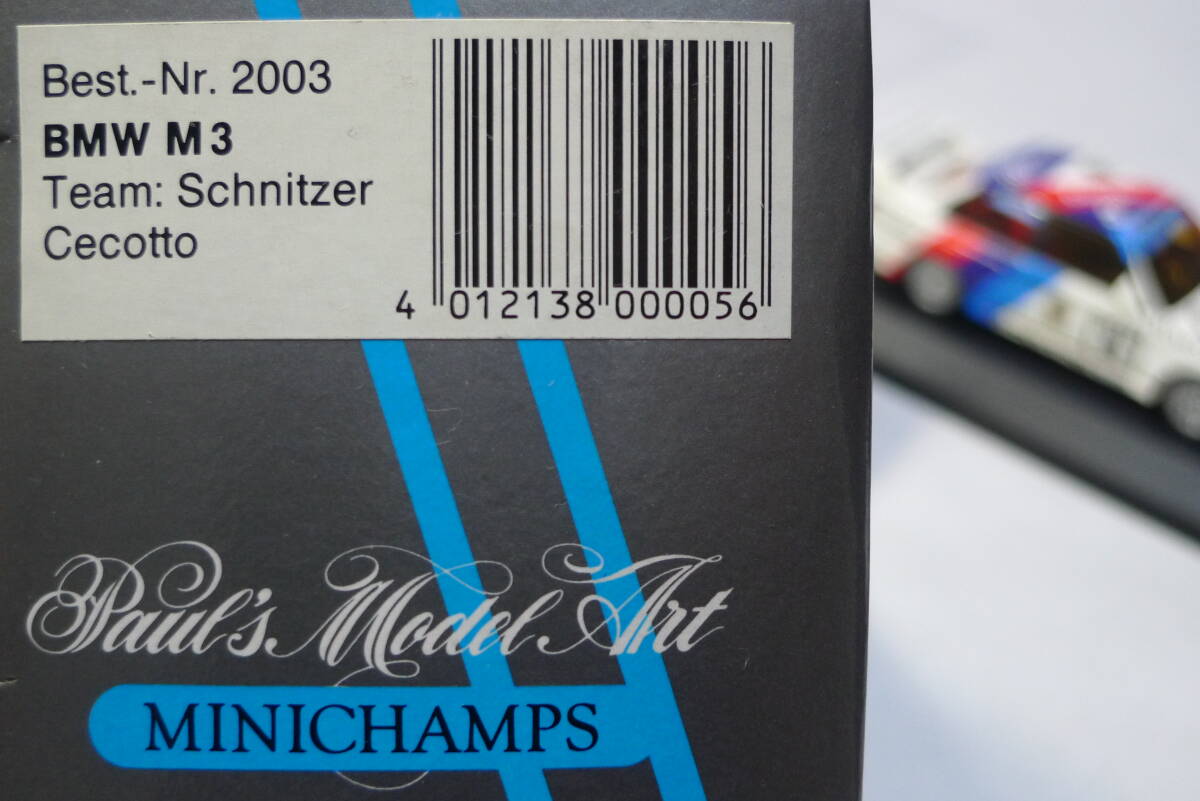 Best.-Nr. 2003
BMW M3
Team: Schnitzer
Cecotto
4 012138 000056
Paul's Model Art
MINICHAMPS